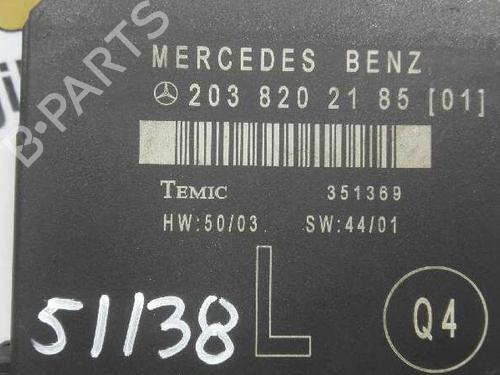 MERCEDES BENZ
203 820 21 85 [01]
TEMIC 351369
HW:50/03 SW:44/01
51138 L Q4
B-PARTS